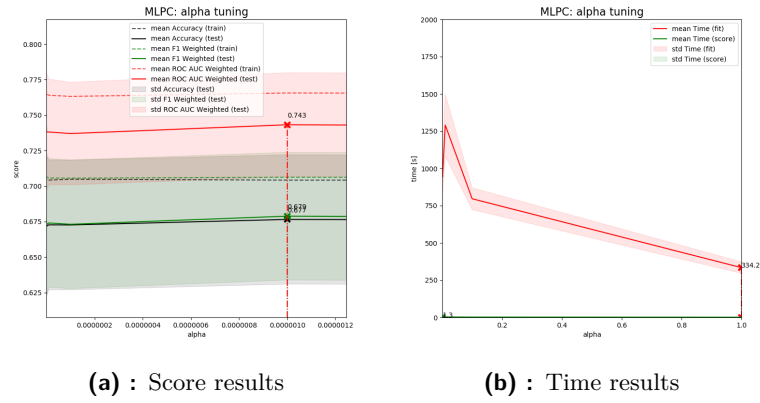 MLPC: alpha tuning
mean Accuracy (train)
mean Accuracy (test)
mean F1 Weighted (train)
mean F1 Weighted (test)
mean ROC AUC Weighted (train)
mean ROC AUC Weighted (test)
std Accuracy (test)
std F1 Weighted (test)
std ROC AUC Weighted (test)
0.800
0.775
0.750
0.725
0.700
0.675
0.650
0.625
score
0.743
0.679
0.677
0.0000002 0.0000004 0.0000006 0.0000008 0.0000010 0.0000012
alpha
MLPC: alpha tuning
mean Time (fit)
mean Time (score)
std Time (fit)
std Time (score)
2000
1750
1500
1250
1000
750
500
250
0
time [s]
334.2
0.2 0.4 0.6 0.8 1.0
alpha
(a) : Score results
(b) : Time results